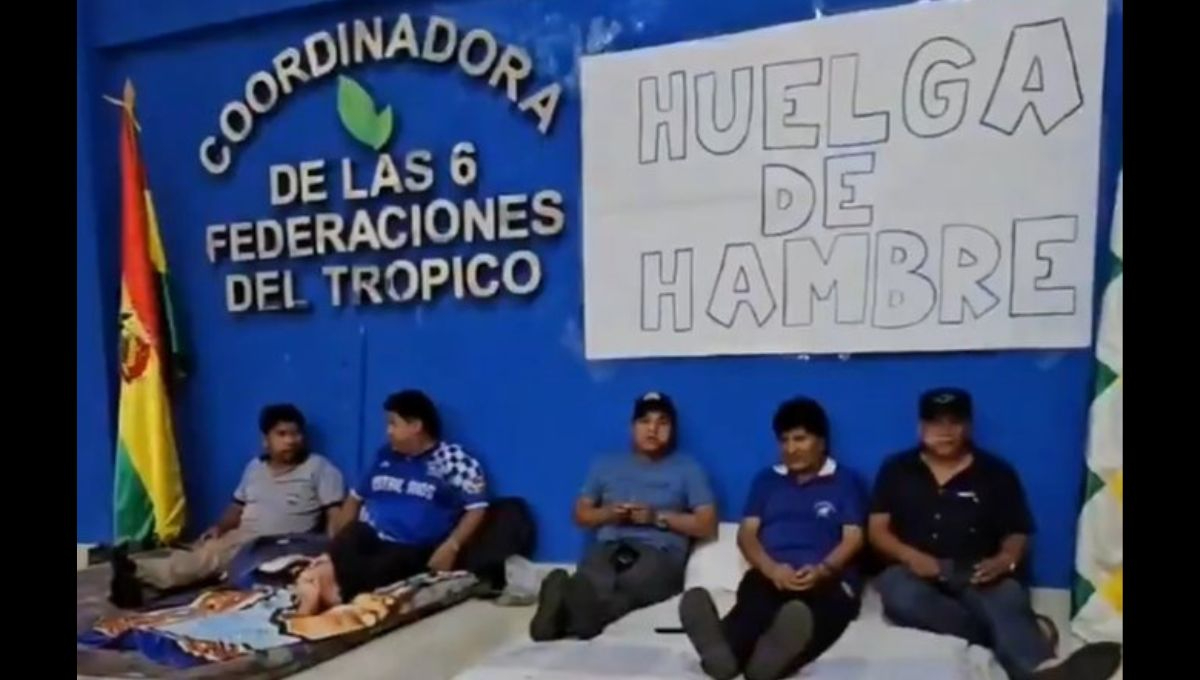 COORDINADORA
DE LAS 6
FEDERACIONES
DEL TROPICO
HUELGA
DE
HAMBRE